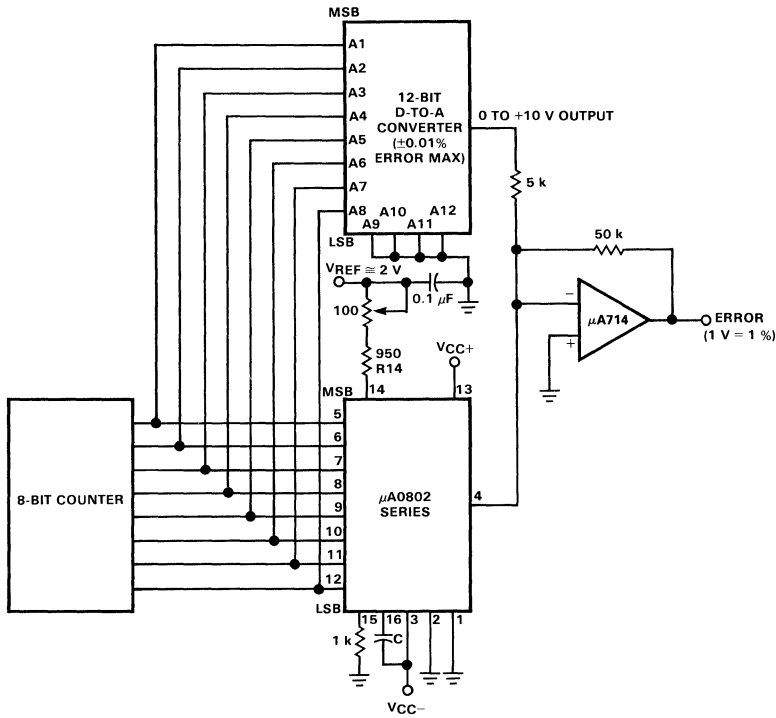 MSB
A1
A2
A3
A4
A5
A6
A7
A8
A9
A10
A11
A12
LSB
12-BIT
D-TO-A
CONVERTER
(±0.01%
ERROR MAX)
0 TO +10 V OUTPUT
5 k
50 k
VREF ≅ 2 V
0.1 μF
100
950
R14
VCC+
−
+
μA714
ERROR
(1 V = 1 %)
MSB
14
13
5
6
7
8
9
10
11
12
LSB
8-BIT COUNTER
μA0802
SERIES
4
15
16
3
2
1
1 k
C
VCC−